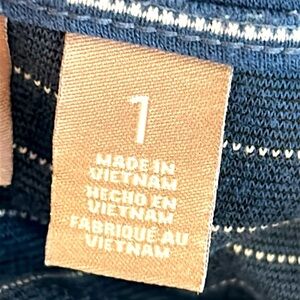 1
MADE IN
VIETNAM
HECHO EN
VIETNAM
FABRIQUÉ AU
VIETNAM